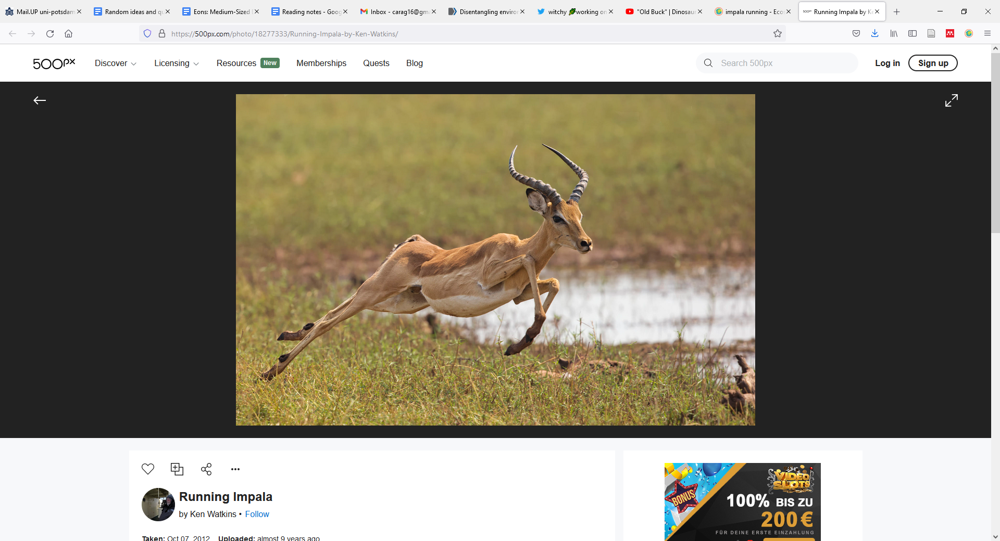 Mail.UP uni-potsdam
Random ideas and qu
Eons: Medium-Sized
Reading notes - Goog
Inbox - carag16@gm
Disentangling enviror
witchy working on
"Old Buck" | Dinosaur
impala running - Ecos
Running Impala by Ke
https://500px.com/photo/18277333/Running-Impala-by-Ken-Watkins/
500px
Discover
Licensing
Resources New
Memberships
Quests
Blog
Search 500px
Log in
Sign up
Running Impala
by Ken Watkins • Follow
Taken: Oct 07, 2012 Uploaded: almost 9 years ago
VIDEO
SLOTS
BONUS
100% BIS ZU
200 €
FÜR DEINE ERSTE EINZAHLUNG